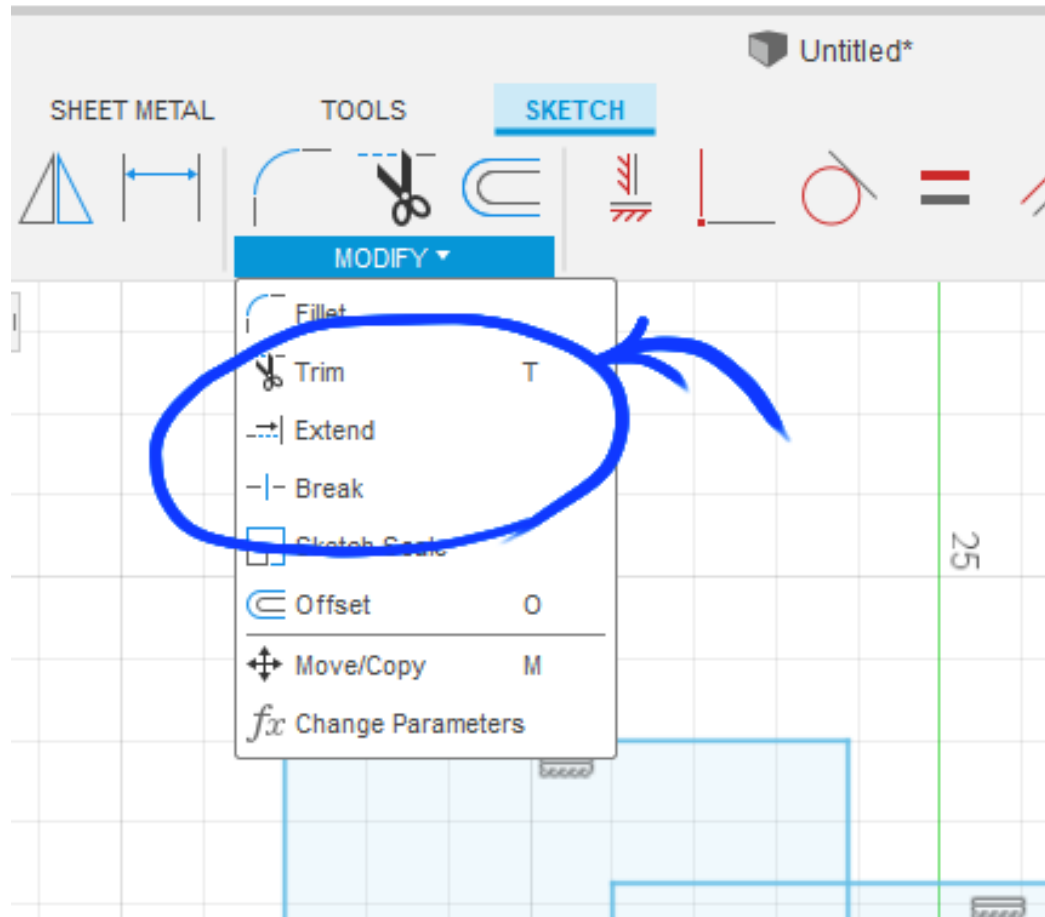 Untitled*
SHEET METAL TOOLS SKETCH
MODIFY
Fillet
Trim T
Extend
Break
Sketch Scale
Offset O
Move/Copy M
fx Change Parameters
25